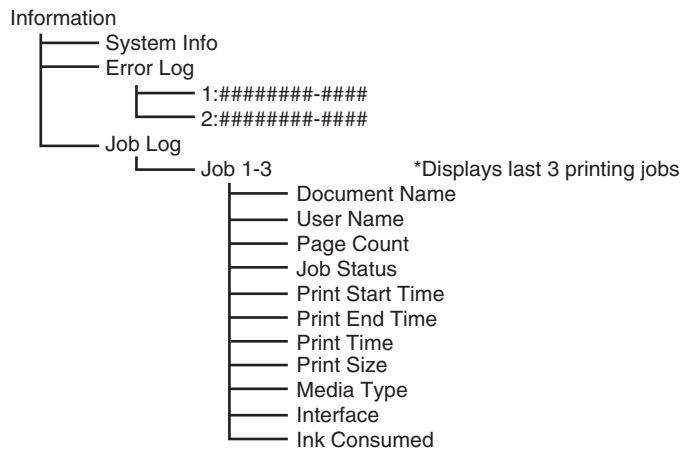 Information
System Info
Error Log
1:########-####
2:########-####
Job Log
Job 1-3 *Displays last 3 printing jobs
Document Name
User Name
Page Count
Job Status
Print Start Time
Print End Time
Print Time
Print Size
Media Type
Interface
Ink Consumed